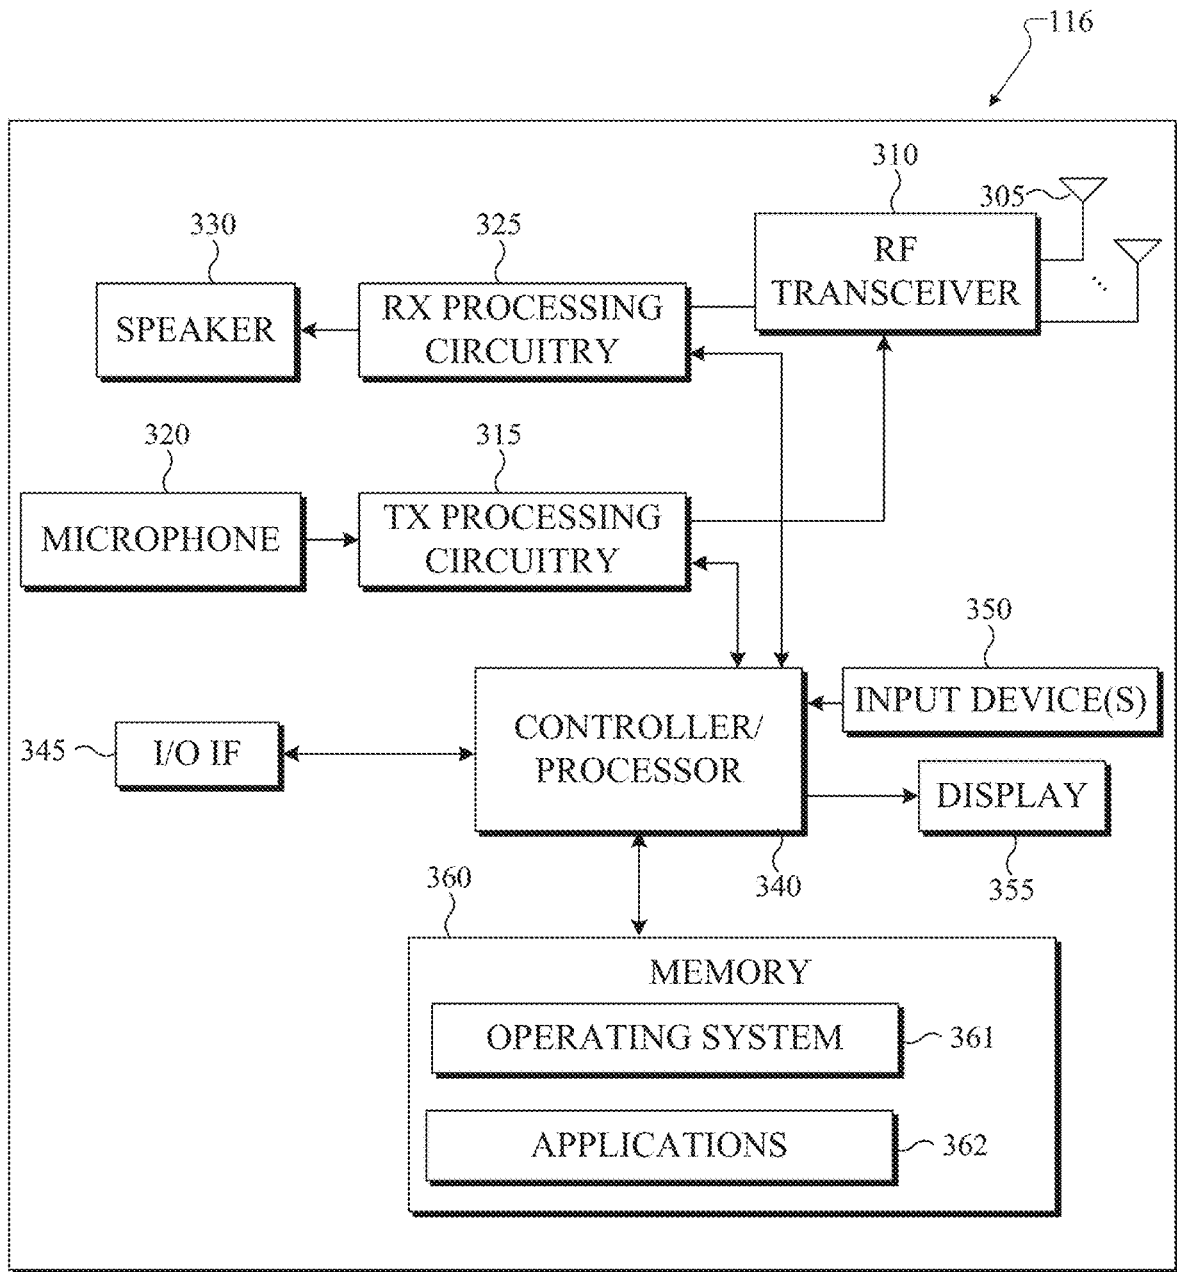 116
310
305
330
325
RF
TRANSCEIVER
SPEAKER
RX PROCESSING
CIRCUITRY
320
315
MICROPHONE
TX PROCESSING
CIRCUITRY
350
INPUT DEVICE(S)
345
I/O IF
CONTROLLER/
PROCESSOR
DISPLAY
360
340
355
MEMORY
OPERATING SYSTEM
361
APPLICATIONS
362